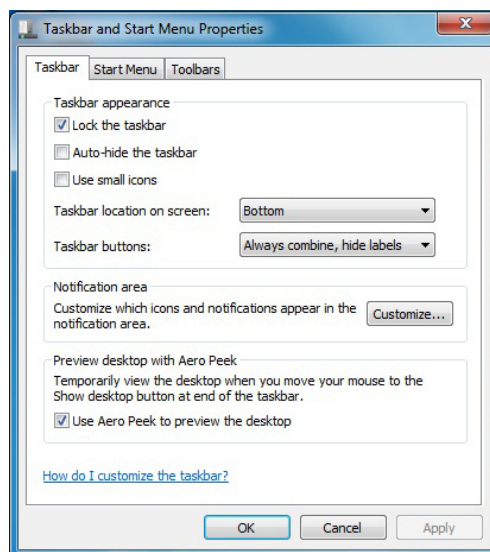 Taskbar and Start Menu Properties
Taskbar
Start Menu
Toolbars
Taskbar appearance
Lock the taskbar
Auto-hide the taskbar
Use small icons
Taskbar location on screen:
Bottom
Taskbar buttons:
Always combine, hide labels
Notification area
Customize which icons and notifications appear in the
notification area.
Customize...
Preview desktop with Aero Peek
Temporarily view the desktop when you move your mouse to the
Show desktop button at end of the taskbar.
Use Aero Peek to preview the desktop
How do I customize the taskbar?
OK
Cancel
Apply